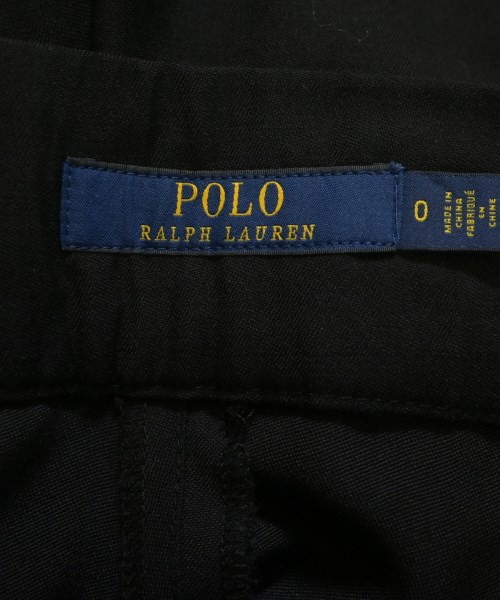 POLO
RALPH LAUREN
0
MADE IN
CHINA
FABRIQUÉ
EN
CHINE